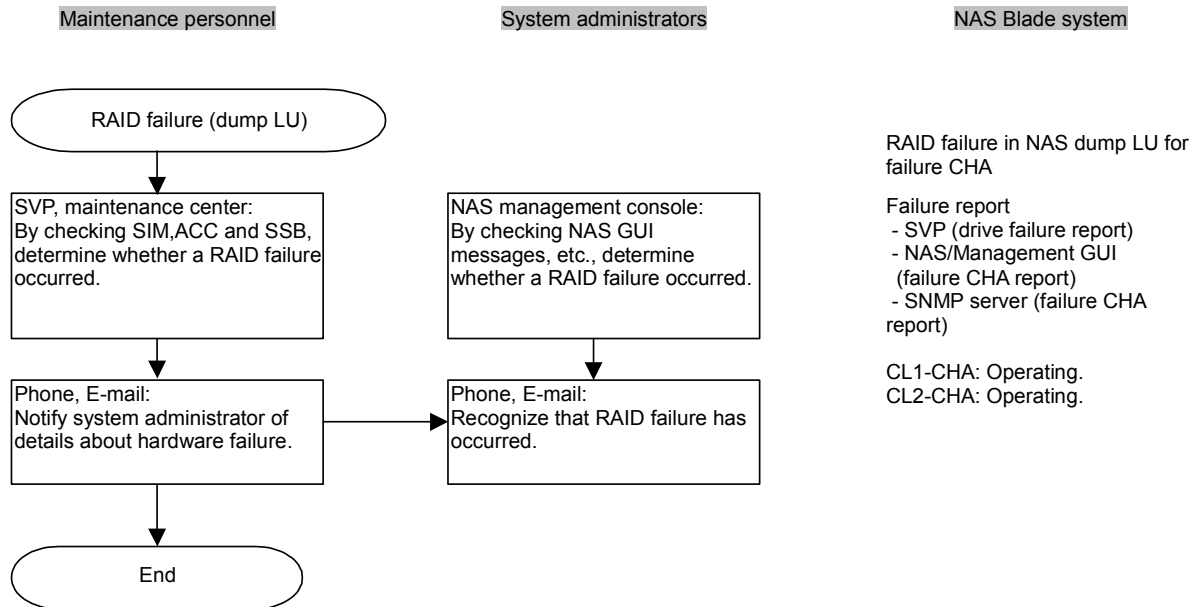 Maintenance personnel
System administrators
NAS Blade system
RAID failure (dump LU)
SVP, maintenance center:
By checking SIM,ACC and SSB,
determine whether a RAID failure
occurred.
NAS management console:
By checking NAS GUI
messages, etc., determine
whether a RAID failure occurred.
RAID failure in NAS dump LU for
failure CHA
Failure report
- SVP (drive failure report)
- NAS/Management GUI
(failure CHA report)
- SNMP server (failure CHA
report)
CL1-CHA: Operating.
CL2-CHA: Operating.
Phone, E-mail:
Notify system administrator of
details about hardware failure.
Phone, E-mail:
Recognize that RAID failure has
occurred.
End